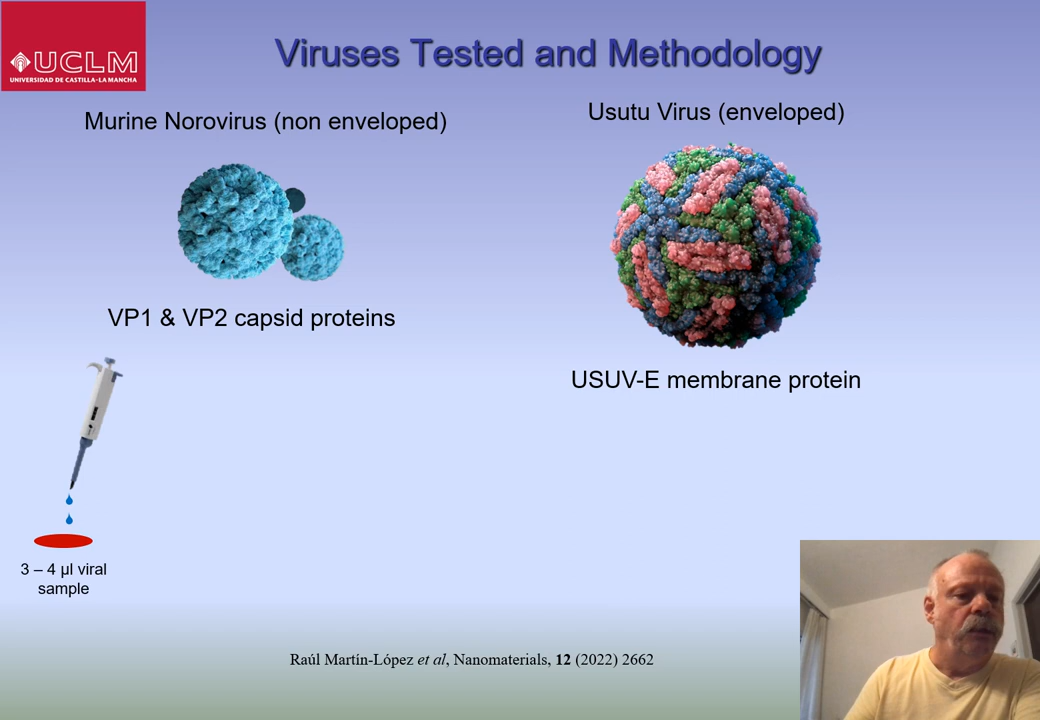 UCLM
UNIVERSIDAD DE CASTILLA-LA MANCHA
Viruses Tested and Methodology
Murine Norovirus (non enveloped)
Usutu Virus (enveloped)
VP1 & VP2 capsid proteins
USUV-E membrane protein
3 – 4 µl viral
sample
Raúl Martín-López et al, Nanomaterials, 12 (2022) 2662